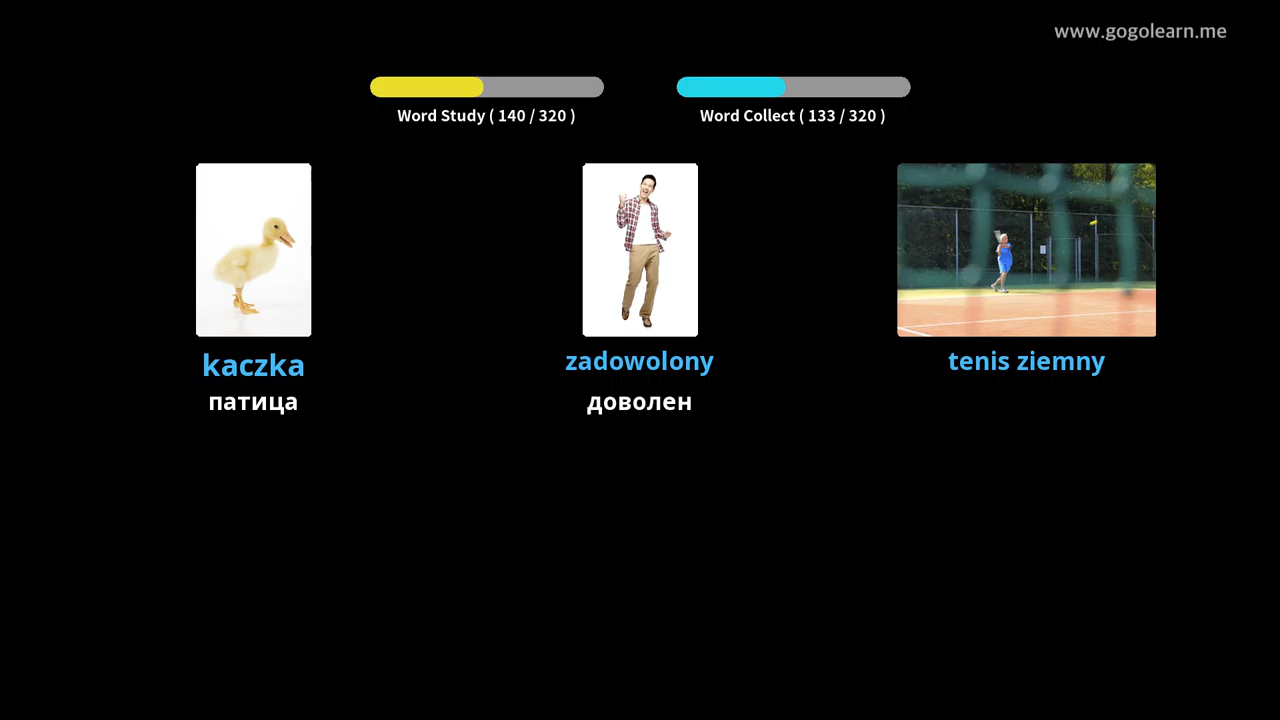 www.gogolearn.me
Word Study ( 140 / 320 )
Word Collect ( 133 / 320 )
kaczka
zadowolony
tenis ziemny
патица
доволен